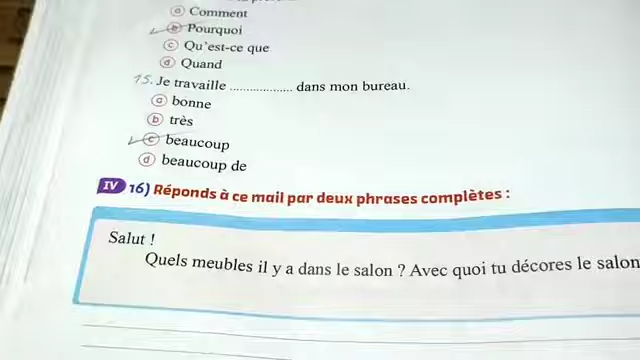 ⓐ Comment
ⓑ Pourquoi
ⓒ Qu'est-ce que
ⓓ Quand
15. Je travaille .................. dans mon bureau.
ⓐ bonne
ⓑ très
ⓒ beaucoup
ⓓ beaucoup de
IV 16) Réponds à ce mail par deux phrases complètes :
Salut !
Quels meubles il y a dans le salon ? Avec quoi tu décores le salon